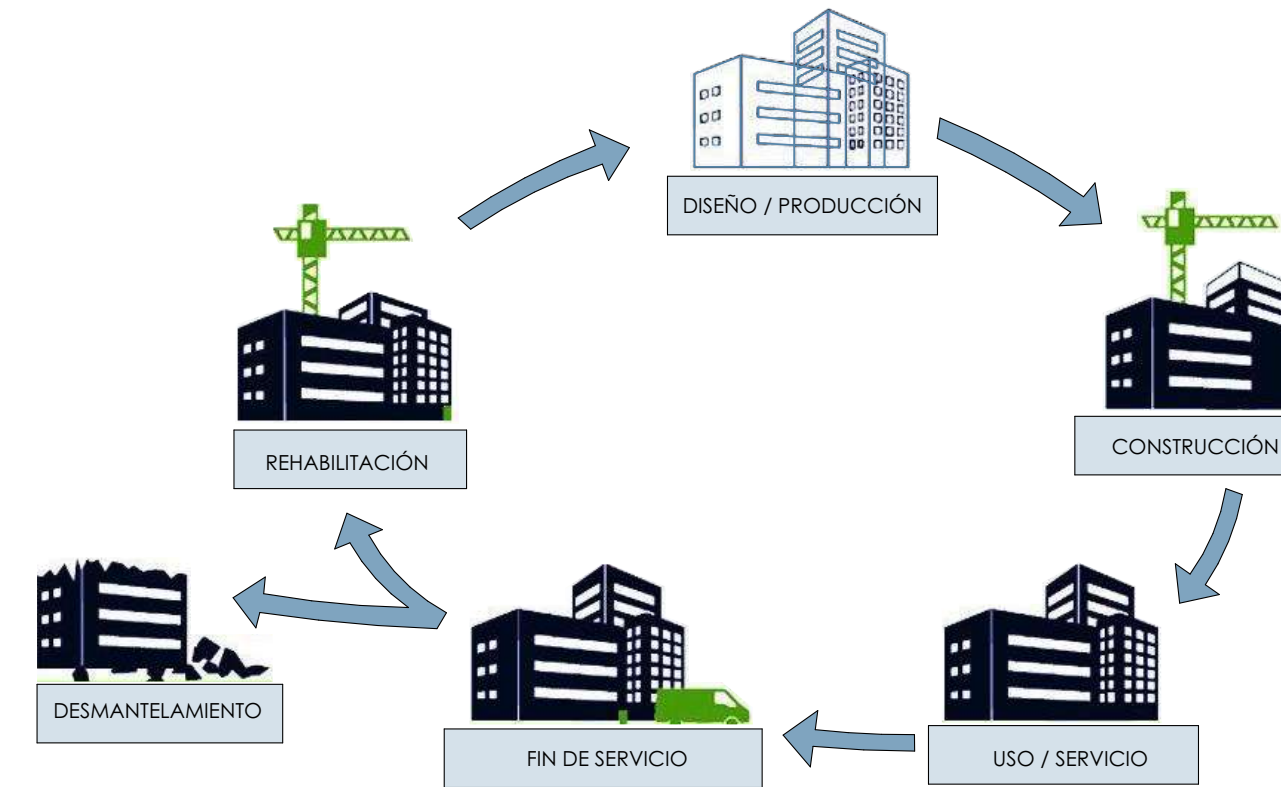 DISEÑO / PRODUCCIÓN
CONSTRUCCIÓN
REHABILITACIÓN
DESMANTELAMIENTO
FIN DE SERVICIO
USO / SERVICIO